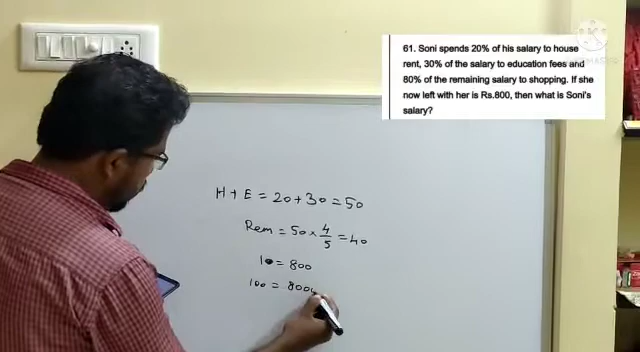 61. Soni spends 20% of his salary to house
rent, 30% of the salary to education fees and
80% of the remaining salary to shopping. If she
now left with her is Rs.800, then what is Soni's
salary?
H + E = 20 + 30 = 50
Rem = 50 × 4/5 = 40
10 = 800
100 = 8004